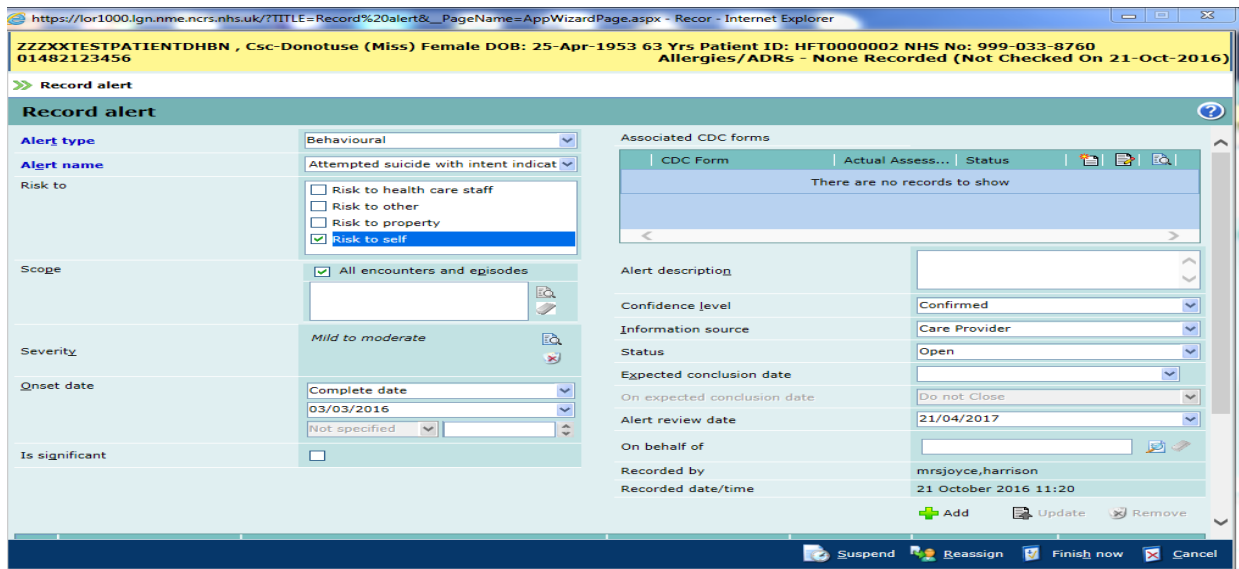 https://lor1000.lgn.nme.ncrs.nhs.uk/?TITLE=Record%20alert&_PageName=AppWizardPage.aspx - Recor - Internet Explorer
ZZZXXTESTPATIENTDHBN , Csc-Donotuse (Miss) Female DOB: 25-Apr-1953 63 Yrs Patient ID: HFT0000002 NHS No: 999-033-8760
01482123456 Allergies/ADRs - None Recorded (Not Checked On 21-Oct-2016)
Record alert
Record alert
Alert type Behavioural
Alert name Attempted suicide with intent indicat
Risk to
Risk to health care staff
Risk to other
Risk to property
Risk to self
Scope All encounters and episodes
Severity Mild to moderate
Onset date Complete date
03/03/2016
Not specified
Is significant
Associated CDC forms
CDC Form Actual Assess... Status
There are no records to show
Alert description
Confidence level Confirmed
Information source Care Provider
Status Open
Expected conclusion date
On expected conclusion date Do not Close
Alert review date 21/04/2017
On behalf of
Recorded by mrsjoyce,harrison
Recorded date/time 21 October 2016 11:20
Add Update Remove
Suspend Reassign Finish now Cancel